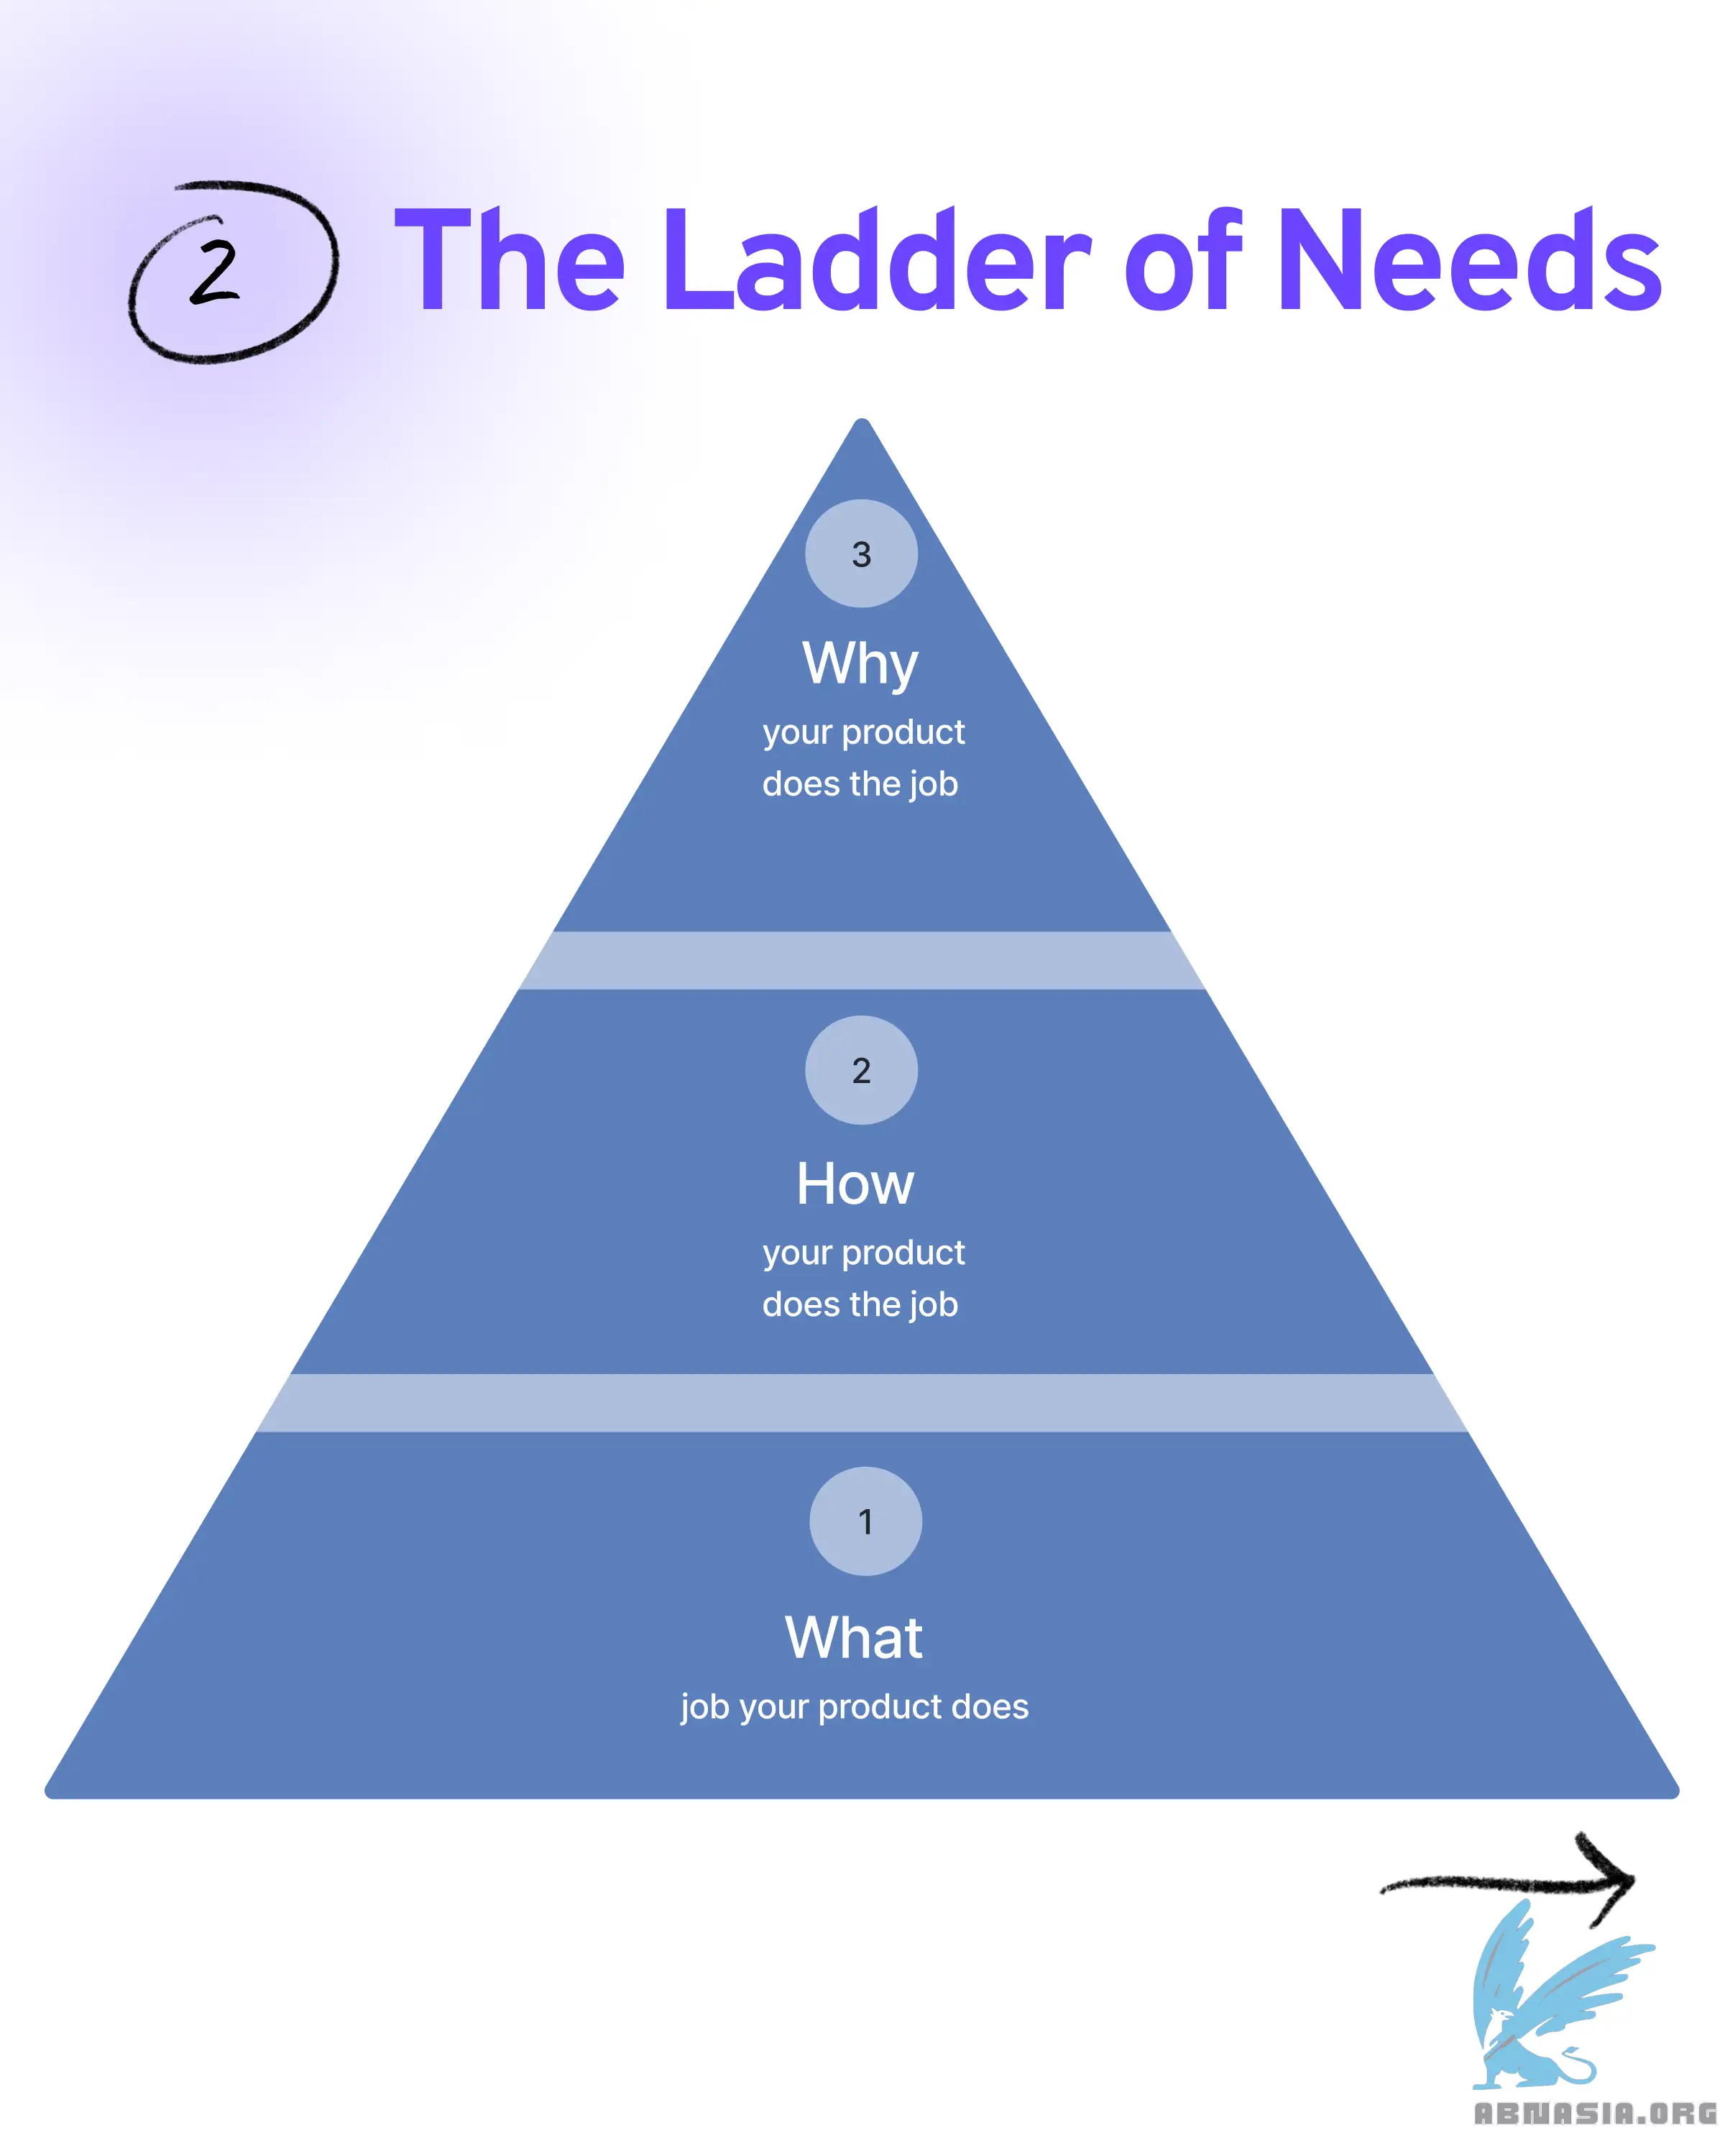 2
The Ladder of Needs
3
Why
your product
does the job
2
How
your product
does the job
1
What
job your product does
ABNASIA.ORG